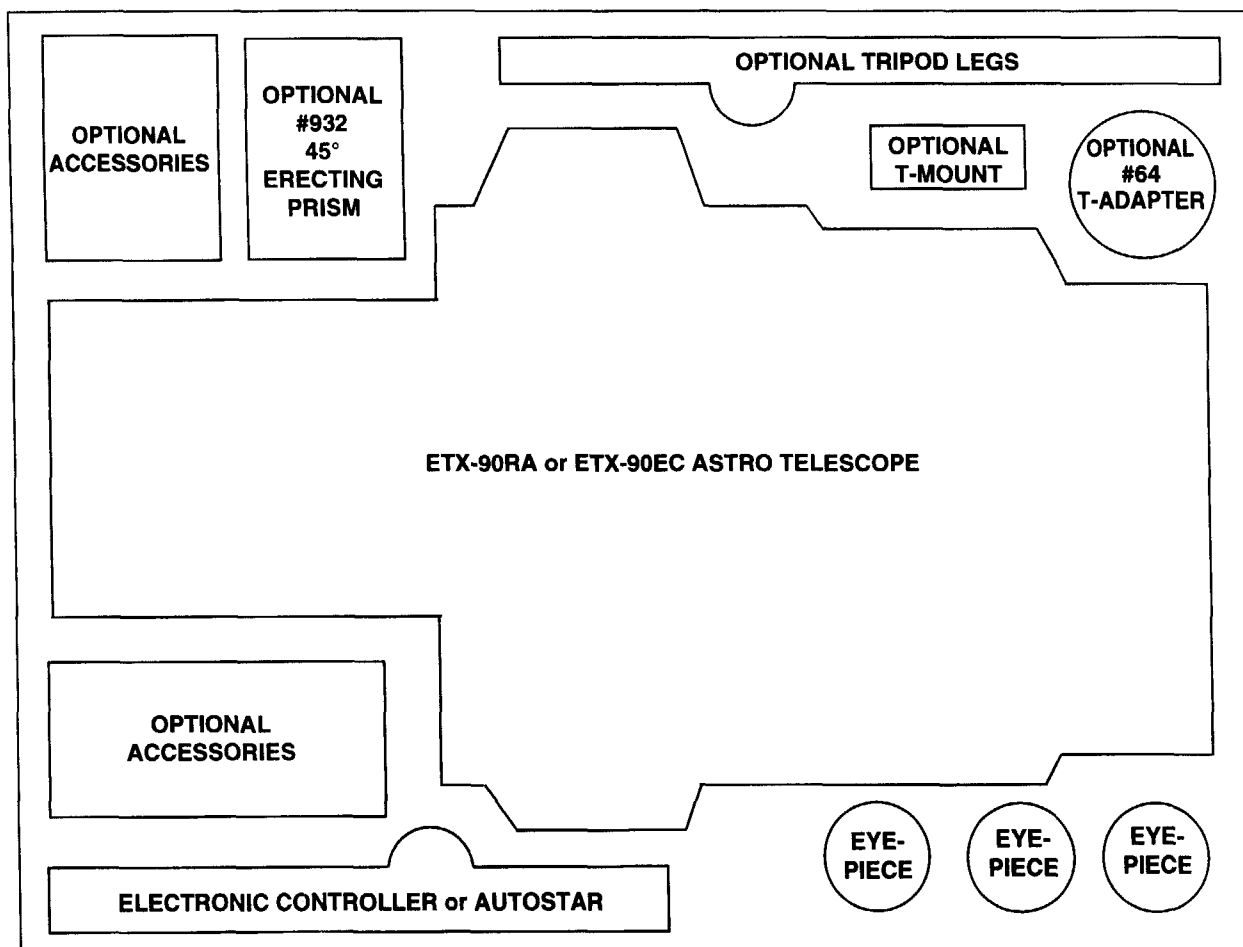 OPTIONAL
ACCESSORIES
OPTIONAL
#932
45°
ERECTING
PRISM
OPTIONAL TRIPOD LEGS
OPTIONAL
T-MOUNT
OPTIONAL
#64
T-ADAPTER
ETX-90RA or ETX-90EC ASTRO TELESCOPE
OPTIONAL
ACCESSORIES
ELECTRONIC CONTROLLER or AUTOSTAR
EYE-
PIECE
EYE-
PIECE
EYE-
PIECE